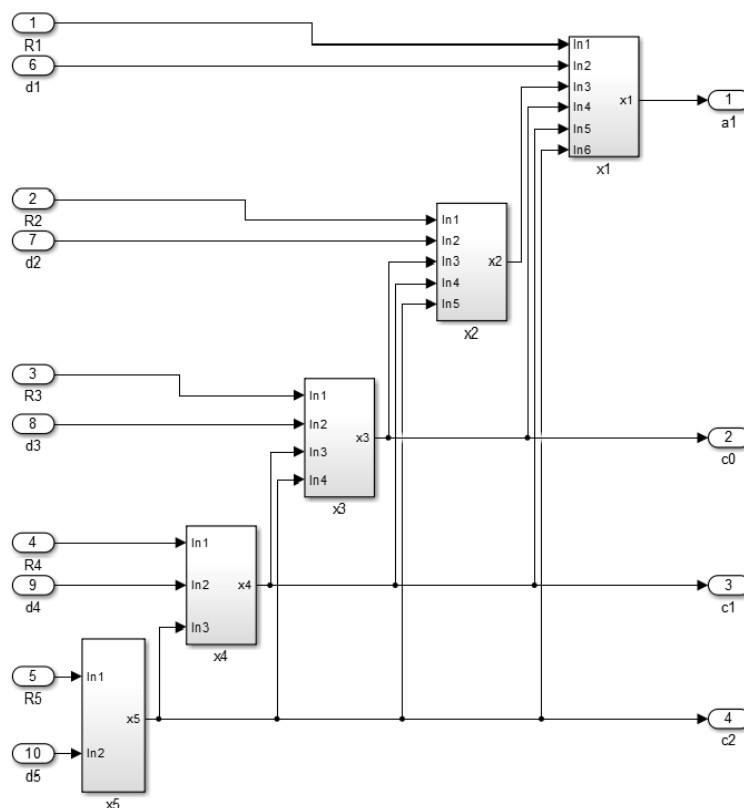 1
R1
6
d1
In1
In2
In3
In4
In5
In6
x1
x1
1
a1
2
R2
7
d2
In1
In2
In3
In4
In5
x2
x2
3
R3
8
d3
In1
In2
In3
In4
x3
x3
2
c0
4
R4
9
d4
In1
In2
In3
x4
x4
3
c1
5
R5
10
d5
In1
In2
x5
x5
4
c2